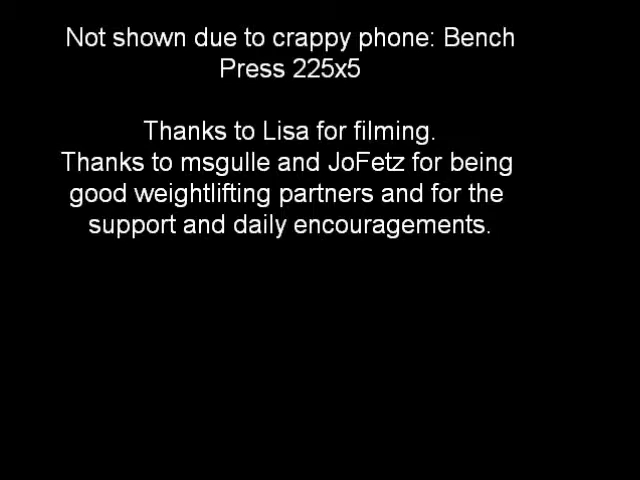 Not shown due to crappy phone: Bench
Press 225x5
Thanks to Lisa for filming.
Thanks to msgulle and JoFetz for being
good weightlifting partners and for the
support and daily encouragements.